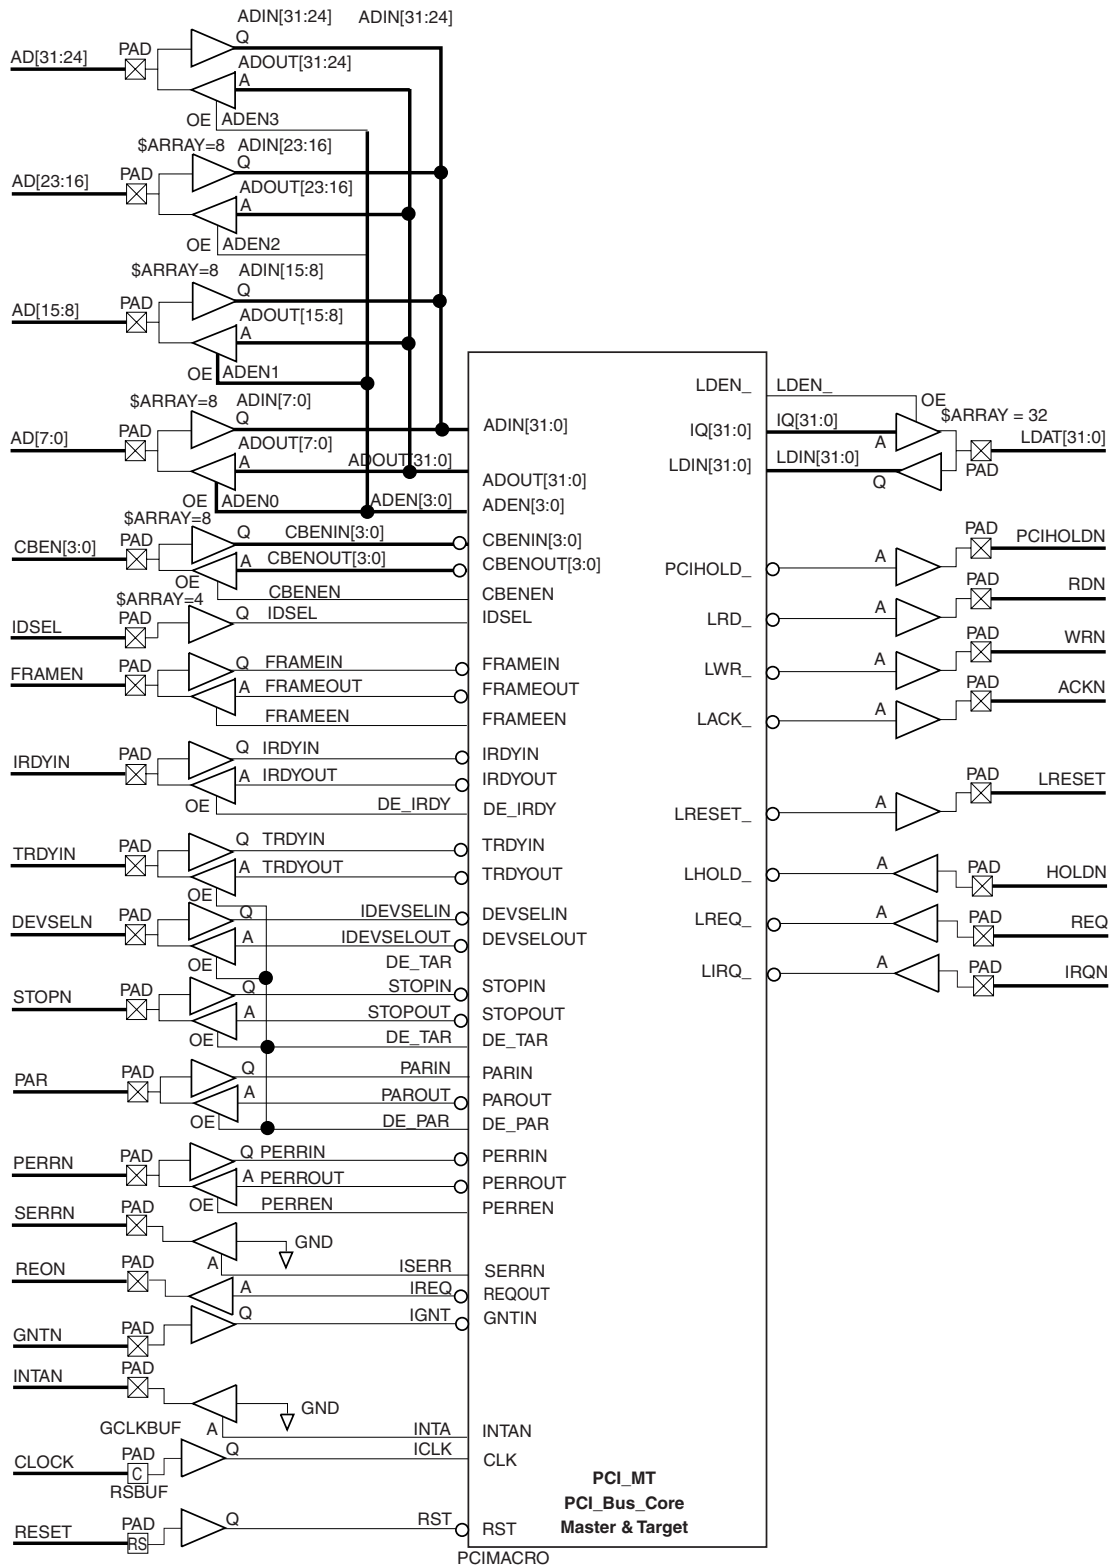 ADIN[31:24] ADIN[31:24]
AD[31:24] PAD Q
ADOUT[31:24]
A
OE ADEN3
$ARRAY=8 ADIN[23:16]
AD[23:16] PAD Q
ADOUT[23:16]
A
OE ADEN2
$ARRAY=8 ADIN[15:8]
AD[15:8] PAD Q
ADOUT[15:8]
A
OE ADEN1
$ARRAY=8 ADIN[7:0]
AD[7:0] PAD Q ADIN[31:0]
ADOUT[7:0] ADOUT[31:0]
A ADOUT[31:0]
OE ADEN0 ADEN[3:0] ADEN[3:0]
$ARRAY=8
CBEN[3:0] PAD Q CBENIN[3:0] CBENIN[3:0]
A CBENOUT[3:0] CBENOUT[3:0]
OE CBENEN CBENEN
$ARRAY=4
IDSEL PAD Q IDSEL IDSEL
FRAMEN PAD Q FRAMEIN FRAMEIN
A FRAMEOUT FRAMEOUT
FRAMEEN FRAMEEN
IRDYIN PAD Q IRDYIN IRDYIN
A IRDYOUT IRDYOUT
OE DE_IRDY DE_IRDY
TRDYIN PAD Q TRDYIN TRDYIN
A TRDYOUT TRDYOUT
OE
DEVSELN PAD Q IDEVSELIN DEVSELIN
A IDEVSELOUT DEVSELOUT
OE DE_TAR
STOPN PAD Q STOPIN STOPIN
A STOPOUT STOPOUT
OE DE_TAR DE_TAR
PAR PAD Q PARIN PARIN
A PAROUT PAROUT
OE DE_PAR DE_PAR
PERRN PAD Q PERRIN PERRIN
A PERROUT PERROUT
OE PERREN PERREN
SERRN PAD
GND
A ISERR SERRN
REON PAD A IREQ REQOUT
GNTN PAD Q IGNT GNTIN
INTAN PAD
GND
A INTA INTAN
GCLKBUF
CLOCK PAD C Q ICLK CLK
RSBUF
RESET PAD RS Q RST RST
LDEN_ LDEN_
OE $ARRAY = 32
IQ[31:0] IQ[31:0] A LDAT[31:0]
LDIN[31:0] LDIN[31:0] Q PAD
PCIHOLD_ A PAD PCIHOLDN
LRD_ A PAD RDN
LWR_ A PAD WRN
LACK_ A PAD ACKN
LRESET_ A PAD LRESET
LHOLD_ A PAD HOLDN
LREQ_ A PAD REQ
LIRQ_ A PAD IRQN
PCI_MT
PCI_Bus_Core
Master & Target
PCIMACRO